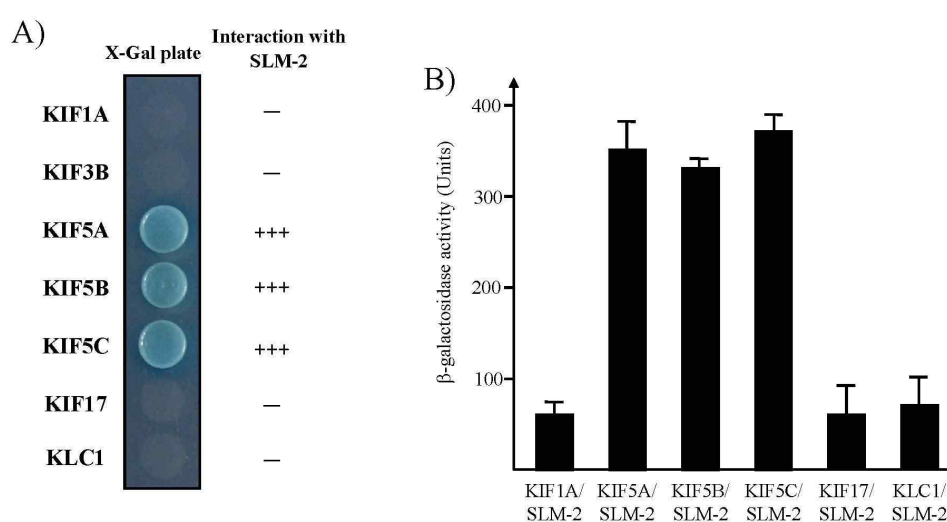 A)
X-Gal plate
Interaction with
SLM-2
KIF1A —
KIF3B —
KIF5A +++
KIF5B +++
KIF5C +++
KIF17 —
KLC1 —
B)
β-galactosidase activity (Units)
400
300
200
100
KIF1A/ KIF5A/ KIF5B/ KIF5C/ KIF17/ KLC1/
SLM-2 SLM-2 SLM-2 SLM-2 SLM-2 SLM-2